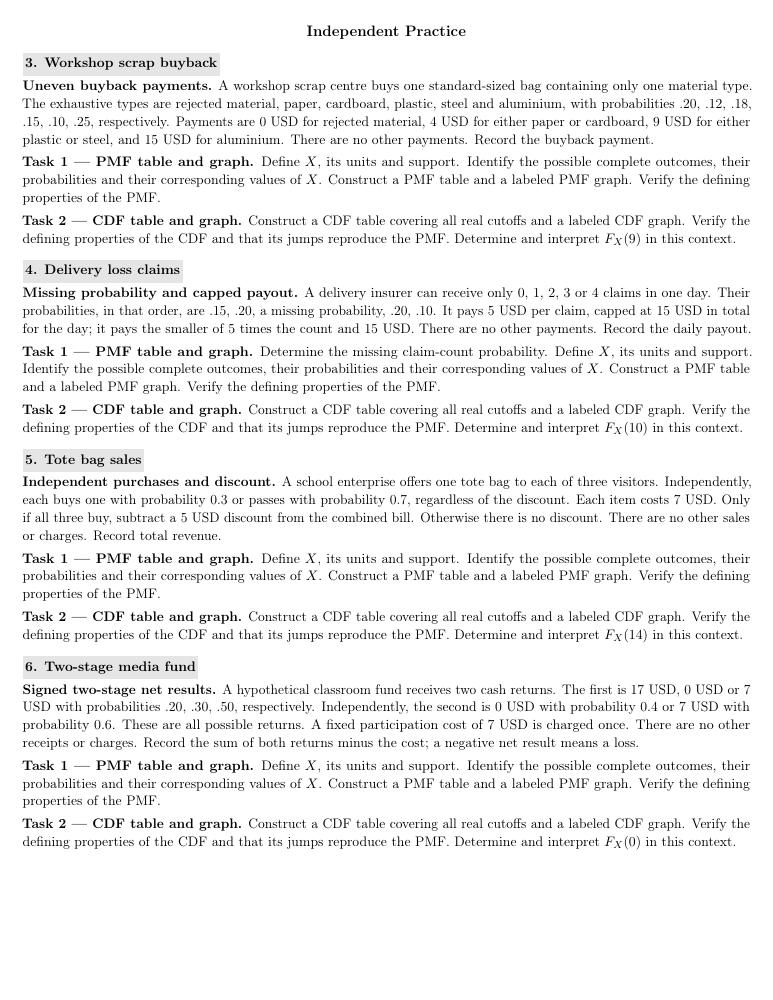 Independent Practice
3. Workshop scrap buyback
Uneven buyback payments. A workshop scrap centre buys one standard-sized bag containing only one material type.
The exhaustive types are rejected material, paper, cardboard, plastic, steel and aluminium, with probabilities .20, .12, .18,
.15, .10, .25, respectively. Payments are 0 USD for rejected material, 4 USD for either paper or cardboard, 9 USD for either
plastic or steel, and 15 USD for aluminium. There are no other payments. Record the buyback payment.
Task 1 — PMF table and graph. Define X, its units and support. Identify the possible complete outcomes, their
probabilities and their corresponding values of X. Construct a PMF table and a labeled PMF graph. Verify the defining
properties of the PMF.
Task 2 — CDF table and graph. Construct a CDF table covering all real cutoffs and a labeled CDF graph. Verify the
defining properties of the CDF and that its jumps reproduce the PMF. Determine and interpret F_X(9) in this context.
4. Delivery loss claims
Missing probability and capped payout. A delivery insurer can receive only 0, 1, 2, 3 or 4 claims in one day. Their
probabilities, in that order, are .15, .20, a missing probability, .20, .10. It pays 5 USD per claim, capped at 15 USD in total
for the day; it pays the smaller of 5 times the count and 15 USD. There are no other payments. Record the daily payout.
Task 1 — PMF table and graph. Determine the missing claim-count probability. Define X, its units and support.
Identify the possible complete outcomes, their probabilities and their corresponding values of X. Construct a PMF table
and a labeled PMF graph. Verify the defining properties of the PMF.
Task 2 — CDF table and graph. Construct a CDF table covering all real cutoffs and a labeled CDF graph. Verify the
defining properties of the CDF and that its jumps reproduce the PMF. Determine and interpret F_X(10) in this context.
5. Tote bag sales
Independent purchases and discount. A school enterprise offers one tote bag to each of three visitors. Independently,
each buys one with probability 0.3 or passes with probability 0.7, regardless of the discount. Each item costs 7 USD. Only
if all three buy, subtract a 5 USD discount from the combined bill. Otherwise there is no discount. There are no other sales
or charges. Record total revenue.
Task 1 — PMF table and graph. Define X, its units and support. Identify the possible complete outcomes, their
probabilities and their corresponding values of X. Construct a PMF table and a labeled PMF graph. Verify the defining
properties of the PMF.
Task 2 — CDF table and graph. Construct a CDF table covering all real cutoffs and a labeled CDF graph. Verify the
defining properties of the CDF and that its jumps reproduce the PMF. Determine and interpret F_X(14) in this context.
6. Two-stage media fund
Signed two-stage net results. A hypothetical classroom fund receives two cash returns. The first is 17 USD, 0 USD or 7
USD with probabilities .20, .30, .50, respectively. Independently, the second is 0 USD with probability 0.4 or 7 USD with
probability 0.6. These are all possible returns. A fixed participation cost of 7 USD is charged once. There are no other
receipts or charges. Record the sum of both returns minus the cost; a negative net result means a loss.
Task 1 — PMF table and graph. Define X, its units and support. Identify the possible complete outcomes, their
probabilities and their corresponding values of X. Construct a PMF table and a labeled PMF graph. Verify the defining
properties of the PMF.
Task 2 — CDF table and graph. Construct a CDF table covering all real cutoffs and a labeled CDF graph. Verify the
defining properties of the CDF and that its jumps reproduce the PMF. Determine and interpret F_X(0) in this context.